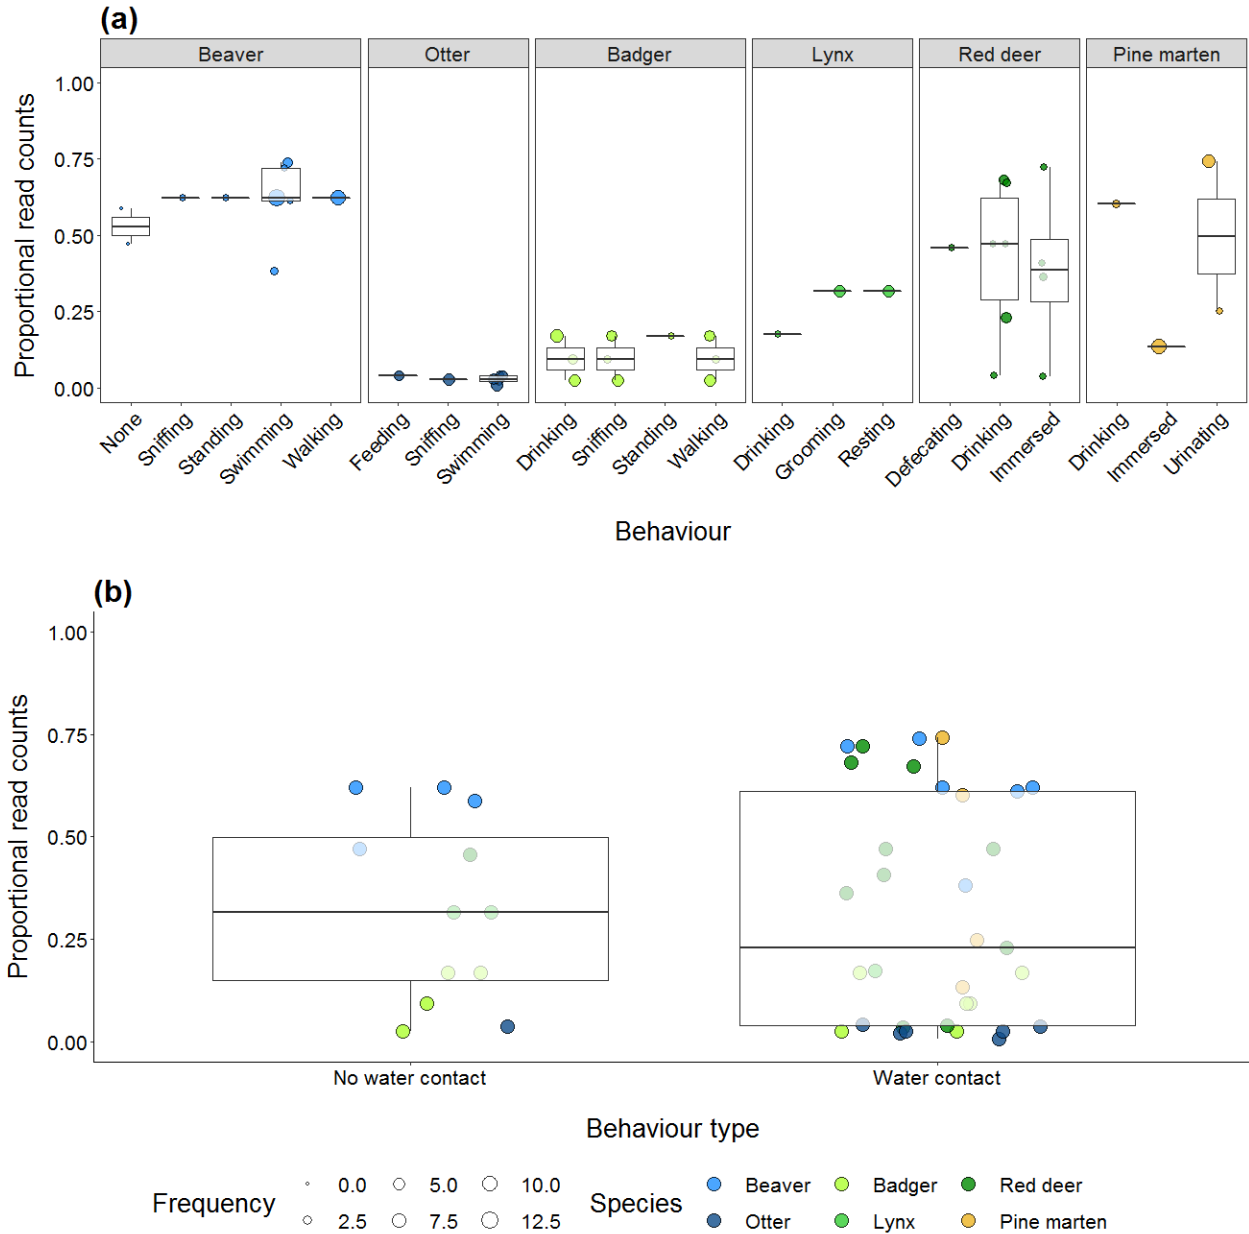 (a)
Beaver Otter Badger Lynx Red deer Pine marten
Proportional read counts
1.00
0.75
0.50
0.25
0.00
None Sniffing Standing Swimming Walking Feeding Sniffing Swimming Drinking Sniffing Standing Walking Drinking Grooming Resting Defecating Drinking Immersed Drinking Immersed Urinating
Behaviour
(b)
Proportional read counts
1.00
0.75
0.50
0.25
0.00
No water contact Water contact
Behaviour type
Frequency 0.0 5.0 10.0 2.5 7.5 12.5
Species Beaver Badger Red deer Otter Lynx Pine marten